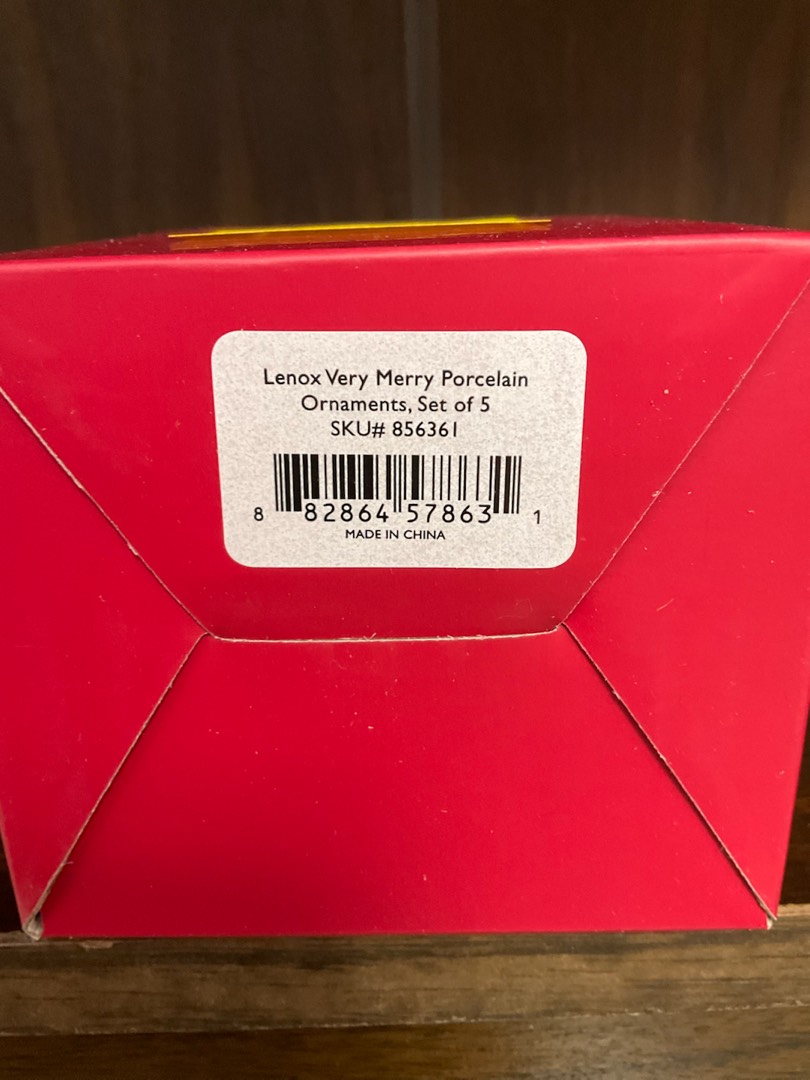 Lenox Very Merry Porcelain
Ornaments, Set of 5
SKU# 856361
8 82864 57863 1
MADE IN CHINA